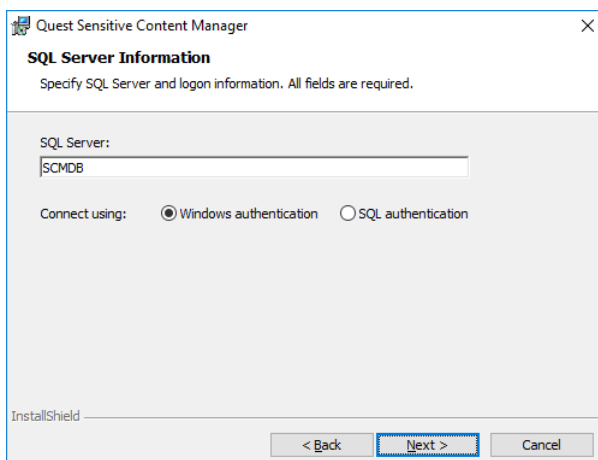 Quest Sensitive Content Manager
SQL Server Information
Specify SQL Server and logon information. All fields are required.
SQL Server:
SCMDB
Connect using: Windows authentication SQL authentication
InstallShield
< Back Next > Cancel